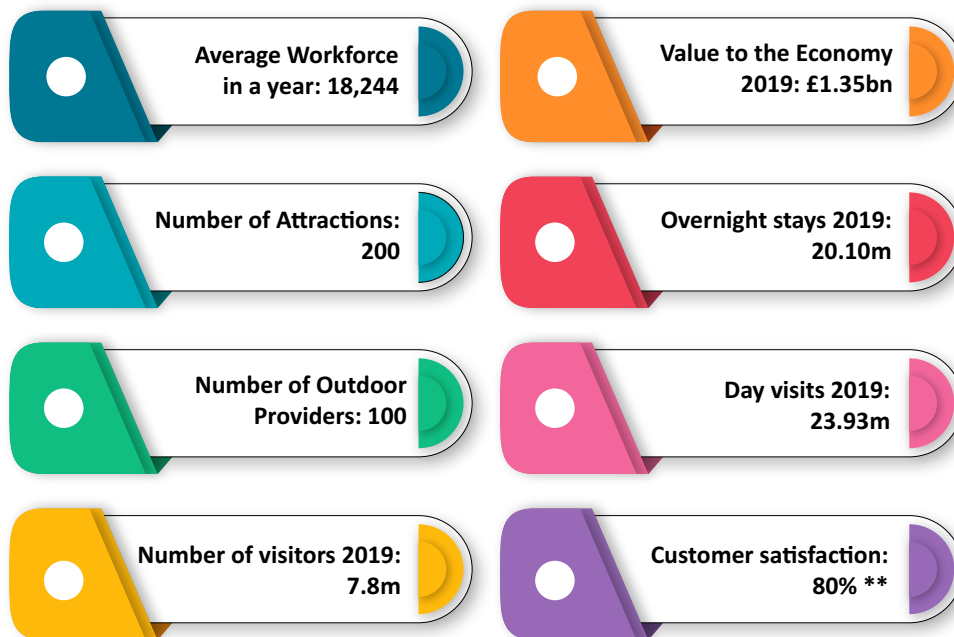 Average Workforce
in a year: 18,244
Value to the Economy
2019: £1.35bn
Number of Attractions:
200
Overnight stays 2019:
20.10m
Number of Outdoor
Providers: 100
Day visits 2019:
23.93m
Number of visitors 2019:
7.8m
Customer satisfaction:
80% **